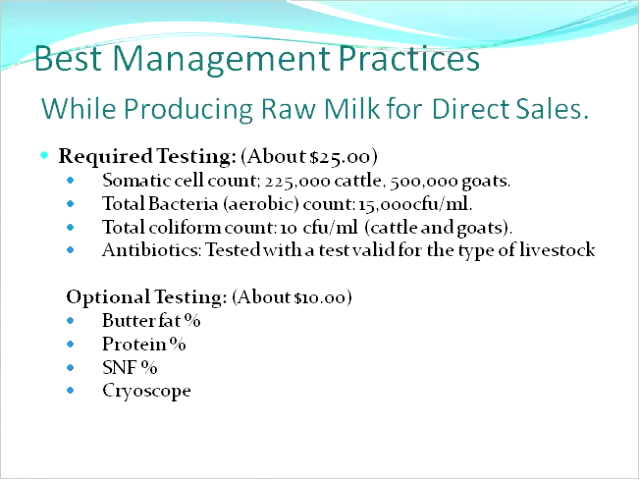 Best Management Practices
While Producing Raw Milk for Direct Sales.
• Required Testing: (About $25.00)
• Somatic cell count; 225,000 cattle, 500,000 goats.
• Total Bacteria (aerobic) count: 15,000cfu/ml.
• Total coliform count: 10 cfu/ml (cattle and goats).
• Antibiotics: Tested with a test valid for the type of livestock
Optional Testing: (About $10.00)
• Butterfat %
• Protein %
• SNF %
• Cryoscope